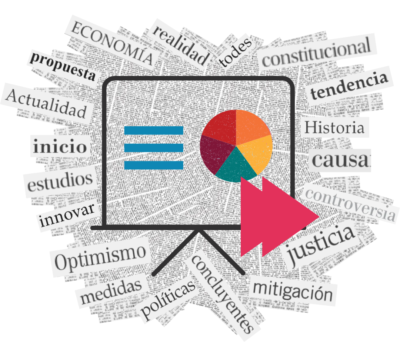 ECONOMÍA
realidad
todes
constitucional
propuesta
tendencia
Actualidad
Historia
inicio
causa
estudios
controversia
innovar
justicia
Optimismo
concluyentes
medidas
políticas
mitigación